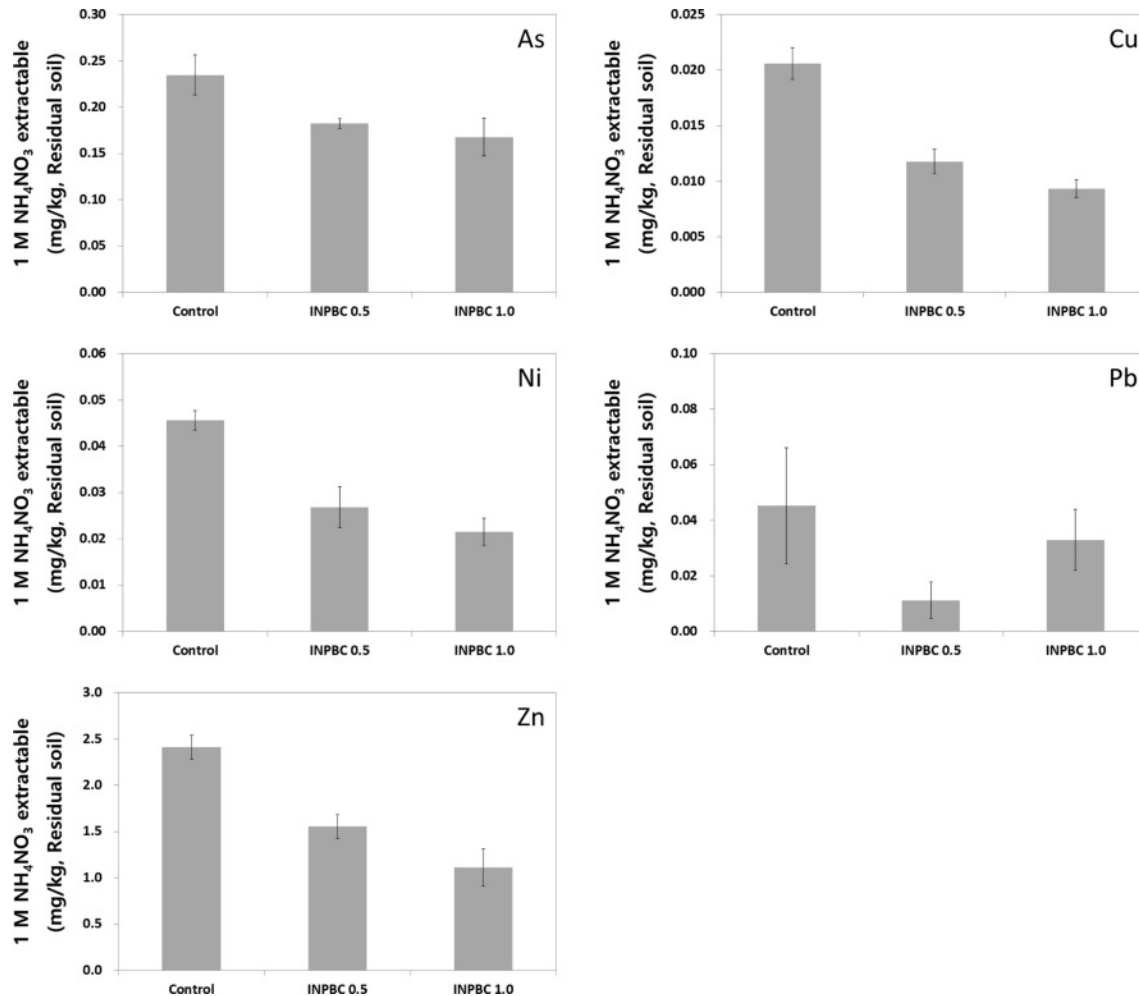 1 M NH₄NO₃ extractable
(mg/kg, Residual soil)
0.30
0.25
0.20
0.15
0.10
0.05
0.00
As
Control
INPBC 0.5
INPBC 1.0
1 M NH₄NO₃ extractable
(mg/kg, Residual soil)
0.025
0.020
0.015
0.010
0.005
0.000
Cu
Control
INPBC 0.5
INPBC 1.0
1 M NH₄NO₃ extractable
(mg/kg, Residual soil)
0.06
0.05
0.04
0.03
0.02
0.01
0.00
Ni
Control
INPBC 0.5
INPBC 1.0
1 M NH₄NO₃ extractable
(mg/kg, Residual soil)
0.10
0.08
0.06
0.04
0.02
0.00
Pb
Control
INPBC 0.5
INPBC 1.0
1 M NH₄NO₃ extractable
(mg/kg, Residual soil)
3.0
2.5
2.0
1.5
1.0
0.5
0.0
Zn
Control
INPBC 0.5
INPBC 1.0